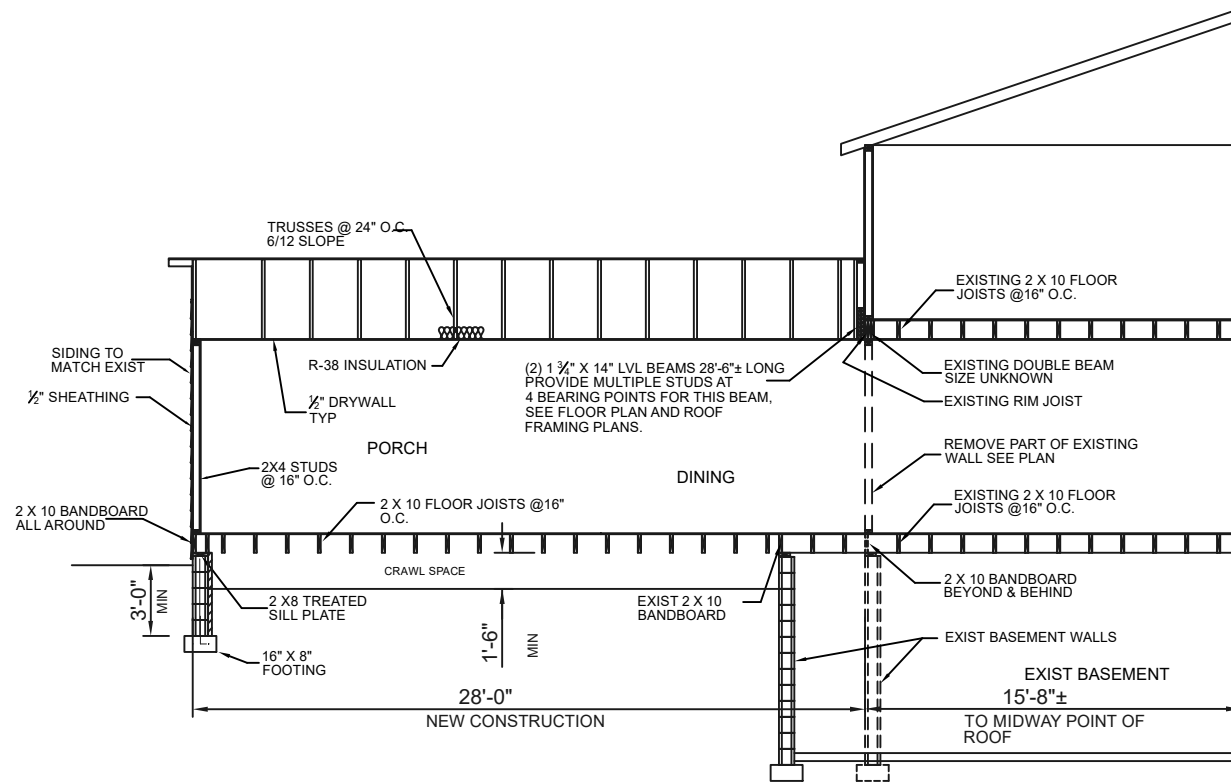 TRUSSES @ 24" O.C.
6/12 SLOPE
EXISTING 2 X 10 FLOOR
JOISTS @16" O.C.
SIDING TO
MATCH EXIST
R-38 INSULATION
(2) 1 ¾" X 14" LVL BEAMS 28'-6"± LONG
PROVIDE MULTIPLE STUDS AT
4 BEARING POINTS FOR THIS BEAM,
SEE FLOOR PLAN AND ROOF
FRAMING PLANS.
EXISTING DOUBLE BEAM
SIZE UNKNOWN
½" SHEATHING
½" DRYWALL
TYP
EXISTING RIM JOIST
PORCH
DINING
REMOVE PART OF EXISTING
WALL SEE PLAN
2X4 STUDS
@ 16" O.C.
2 X 10 BANDBOARD
ALL AROUND
2 X 10 FLOOR JOISTS @16"
O.C.
EXISTING 2 X 10 FLOOR
JOISTS @16" O.C.
CRAWL SPACE
3'-0"
MIN
2 X8 TREATED
SILL PLATE
1'-6"
MIN
EXIST 2 X 10
BANDBOARD
2 X 10 BANDBOARD
BEYOND & BEHIND
EXIST BASEMENT WALLS
16" X 8"
FOOTING
EXIST BASEMENT
28'-0"
NEW CONSTRUCTION
15'-8"±
TO MIDWAY POINT OF
ROOF